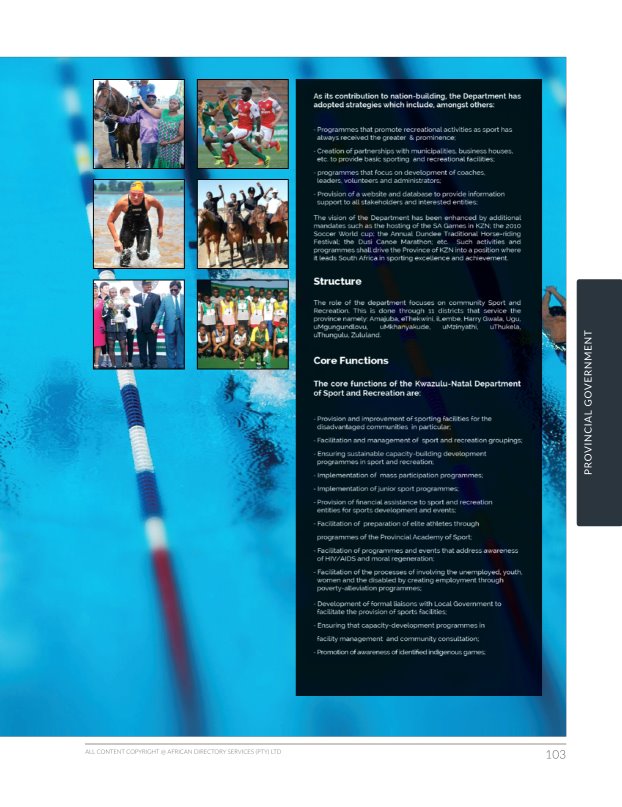 As its contribution to nation-building, the Department has
adopted strategies which include, amongst others:
· Programmes that promote recreational activities as sport has
always received the greater & prominence;
· Creation of partnerships with municipalities, business houses,
etc. to provide basic sporting and recreational facilities;
· programmes that focus on development of coaches,
leaders, volunteers and administrators;
· Provision of a website and database to provide information
support to all stakeholders and interested entities;
The vision of the Department has been enhanced by additional
mandates such as the hosting of the SA Games in KZN; the 2010
Soccer World cup; the Annual Dundee Traditional Horse-riding
Festival; the Dusi Canoe Marathon; etc. Such activities and
programmes shall drive the Province of KZN into a position where
it leads South Africa in sporting excellence and achievement.
Structure
The role of the department focuses on community Sport and
Recreation. This is done through 11 districts that service the
province namely: Amajuba, eThekwini, iLembe, Harry Gwala, Ugu,
uMgungundlovu, uMkhanyakude, uMzinyathi, uThukela,
uThungulu, Zululand.
Core Functions
The core functions of the Kwazulu-Natal Department
of Sport and Recreation are:
· Provision and improvement of sporting facilities for the
disadvantaged communities in particular;
· Facilitation and management of sport and recreation groupings;
· Ensuring sustainable capacity-building development
programmes in sport and recreation;
· Implementation of mass participation programmes;
· Implementation of junior sport programmes;
· Provision of financial assistance to sport and recreation
entities for sports development and events;
· Facilitation of preparation of elite athletes through
programmes of the Provincial Academy of Sport;
· Facilitation of programmes and events that address awareness
of HIV/AIDS and moral regeneration;
· Facilitation of the processes of involving the unemployed, youth,
women and the disabled by creating employment through
poverty-alleviation programmes;
· Development of formal liaisons with Local Government to
facilitate the provision of sports facilities;
· Ensuring that capacity-development programmes in
facility management and community consultation;
· Promotion of awareness of identified indigenous games;
PROVINCIAL GOVERNMENT
ALL CONTENT COPYRIGHT @ AFRICAN DIRECTORY SERVICES (PTY) LTD
103